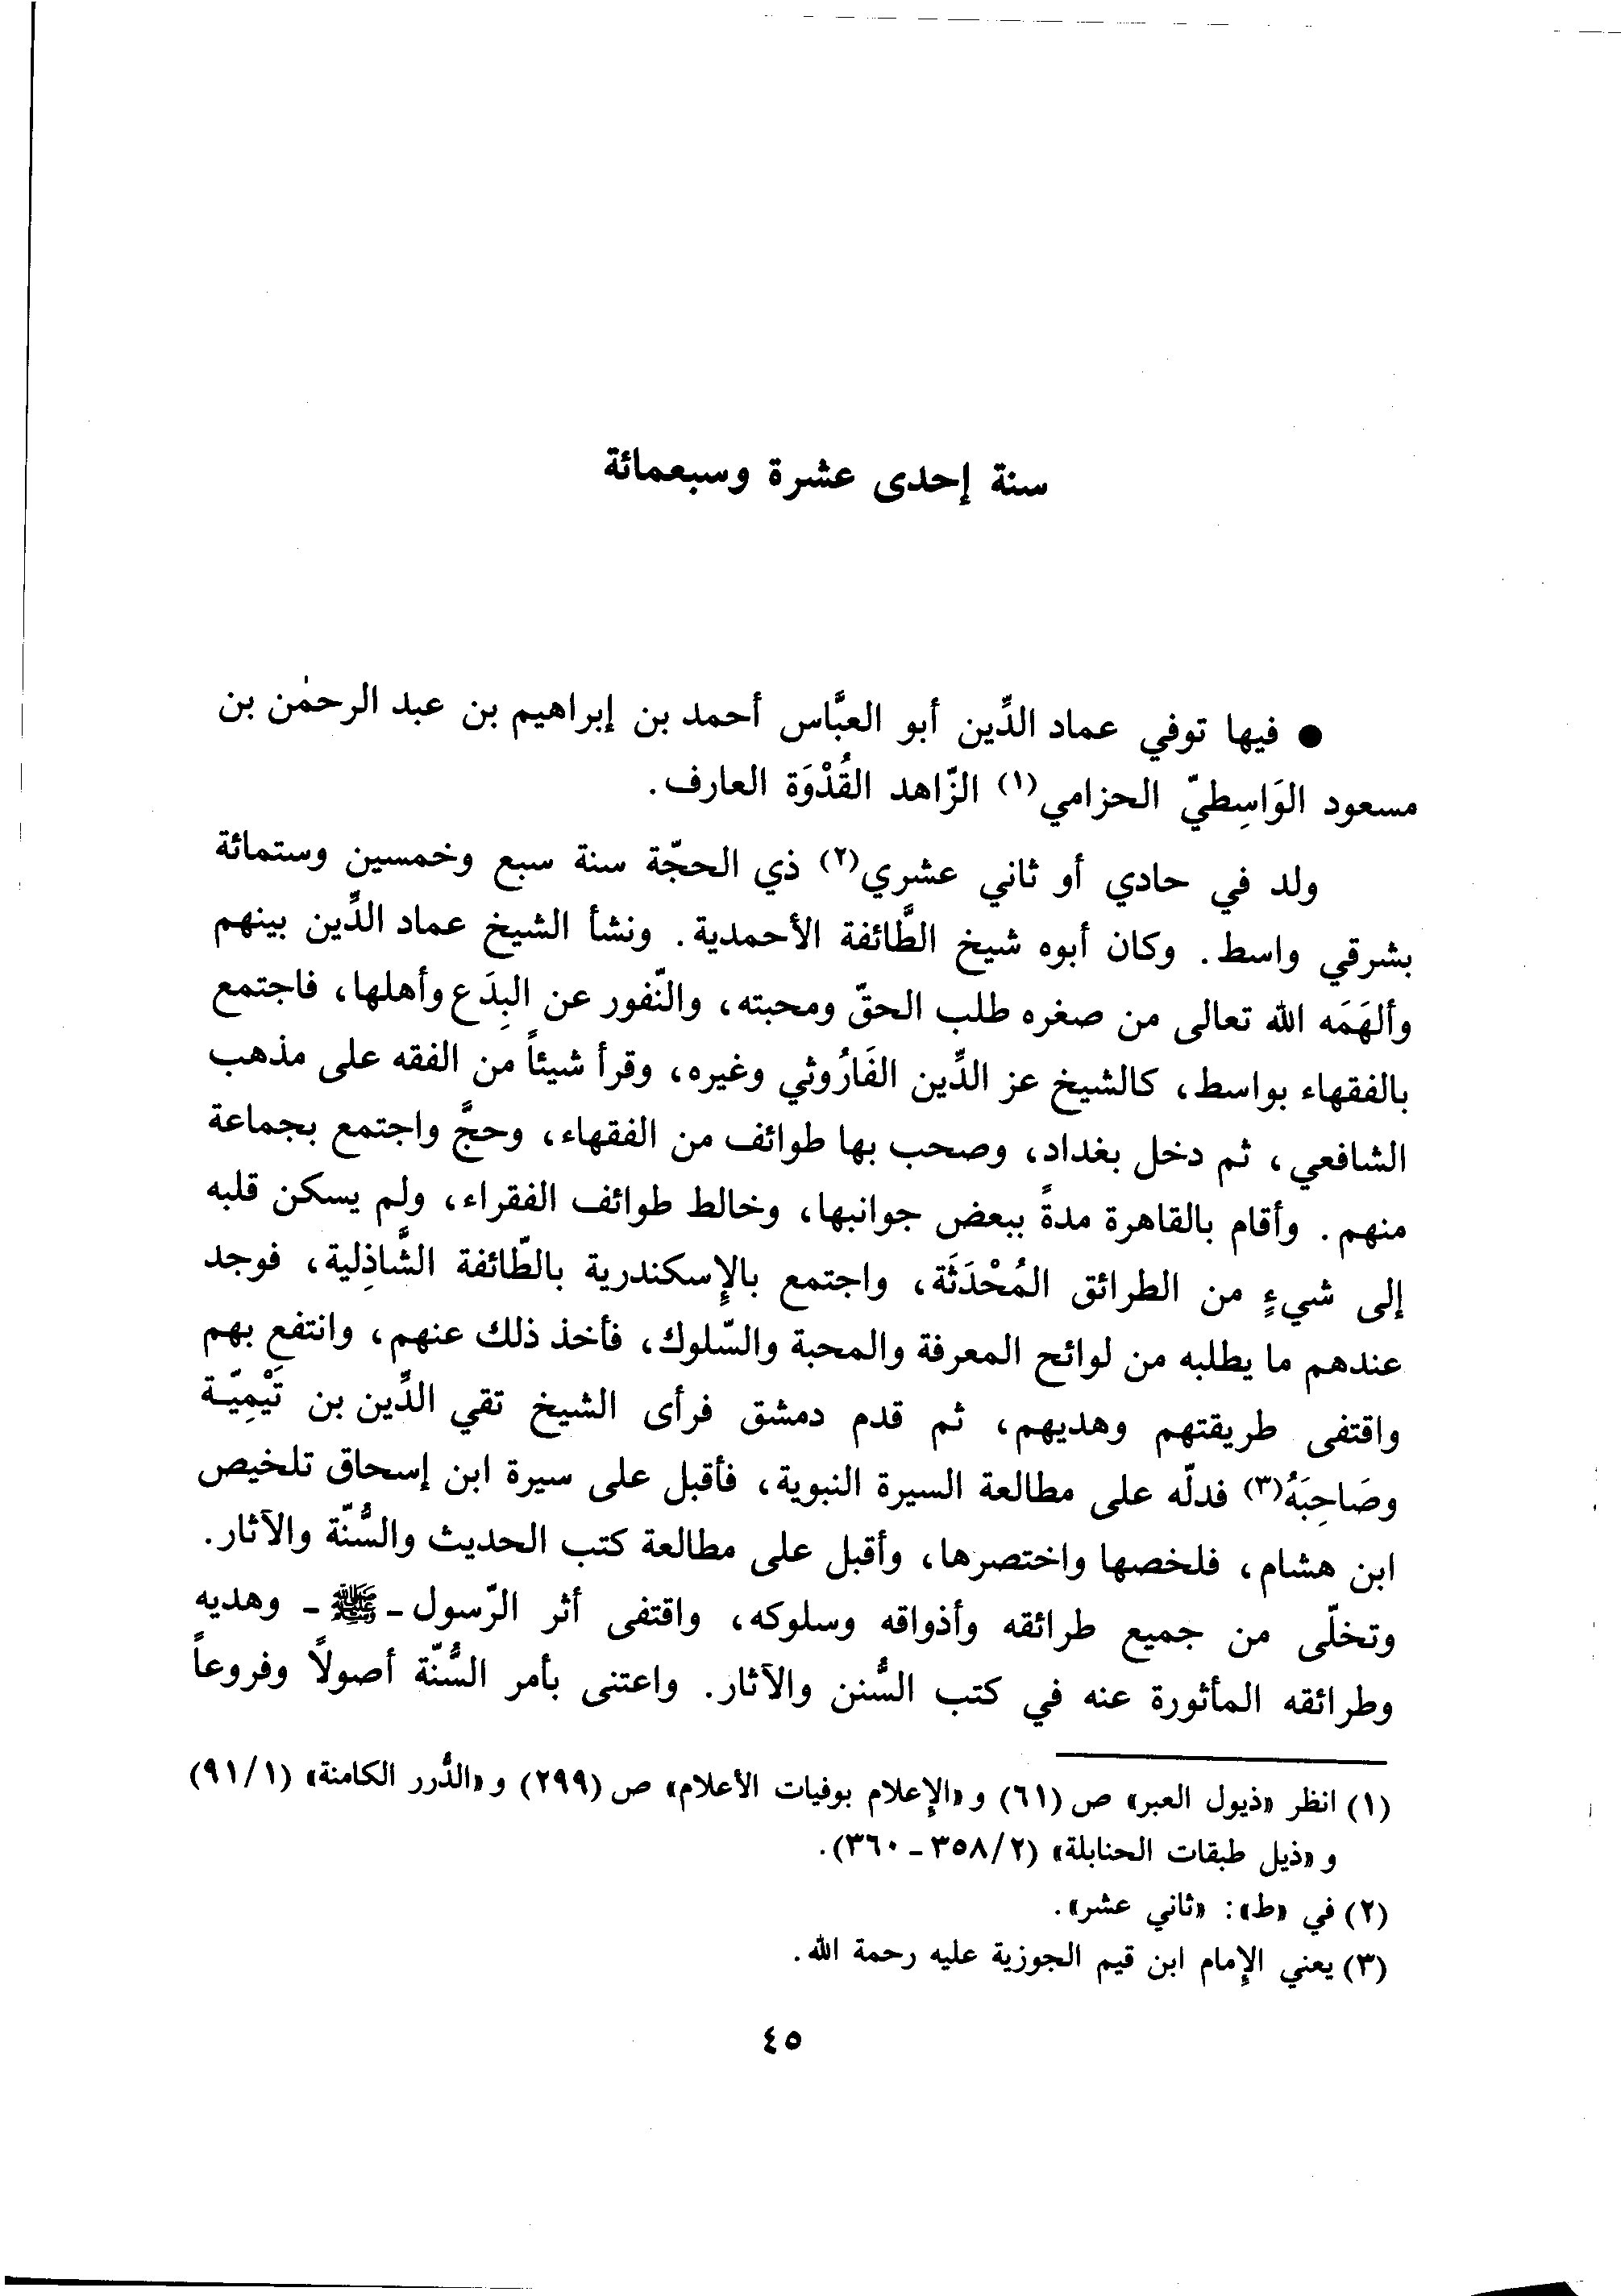 سنة إحدى عشرة وسبعمائة
● فيها توفي عماد الدِّين أبو العبَّاس أحمد بن إبراهيم بن عبد الرحمٰن بن
مسعود الوَاسِطيّ الحزامي(١) الزّاهد القُدْوَة العارف.
ولد في حادي أو ثاني عشري(٢) ذي الحجّة سنة سبع وخمسين وستمائة
بشرقي واسط. وكان أبوه شيخ الطَّائفة الأحمدية. ونشأ الشيخ عماد الدِّين بينهم
وألهَمَه الله تعالى من صغره طلب الحقّ ومحبته، والنّفور عن البِدَع وأهلها، فاجتمع
بالفقهاء بواسط، كالشيخ عز الدِّين الفَارُوثي وغيره، وقرأ شيئاً من الفقه على مذهب
الشافعي، ثم دخل بغداد، وصحب بها طوائف من الفقهاء، وحجَّ واجتمع بجماعة
منهم. وأقام بالقاهرة مدةً ببعض جوانبها، وخالط طوائف الفقراء، ولم يسكن قلبه
إلى شيءٍ من الطرائق المُحْدَثَة، واجتمع بالإسكندرية بالطّائفة الشَّاذِلية، فوجد
عندهم ما يطلبه من لوائح المعرفة والمحبة والسّلوك، فأخذ ذلك عنهم، وانتفع بهم
واقتفى طريقتهم وهديهم، ثم قدم دمشق فرأى الشيخ تقي الدِّين بن تَيْمِيّـة
وصَاحِبَهُ(٣) فدلّه على مطالعة السيرة النبوية، فأقبل على سيرة ابن إسحاق تلخيص
ابن هشام، فلخصها واختصرها، وأقبل على مطالعة كتب الحديث والسُّنّة والآثار.
وتخلّى من جميع طرائقه وأذواقه وسلوكه، واقتفى أثر الرّسول ـ ﷺ ـ وهديه
وطرائقه المأثورة عنه في كتب السُّنن والآثار. واعتنى بأمر السُّنّة أصولاً وفروعاً
(١) انظر «ذيول العبر» ص (٦١) و «الإعلام بوفيات الأعلام» ص (٢٩٩) و «الدُّرر الكامنة» (٩١/١)
و «ذيل طبقات الحنابلة» (٣٥٨/٢ ـ ٣٦٠).
(٢) في «ط»: «ثاني عشر».
(٣) يعني الإمام ابن قيم الجوزية عليه رحمة الله.
٤٥